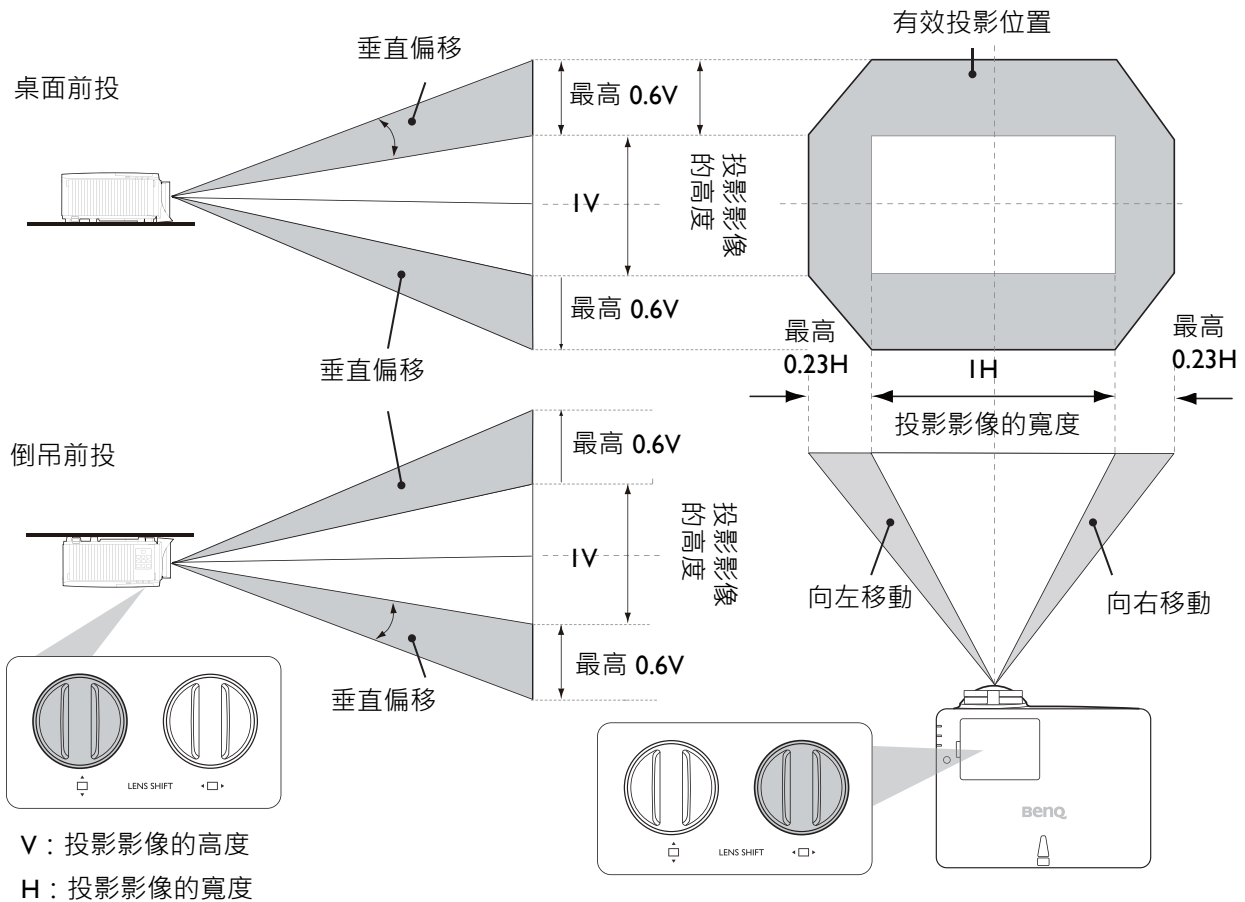 有效投影位置
垂直偏移
桌面前投
最高 0.6V
投影影像
的高度
1V
最高 0.6V
垂直偏移
最高
0.23H
1H
最高
0.23H
投影影像的寬度
倒吊前投
最高 0.6V
投影影像
的高度
1V
最高 0.6V
垂直偏移
向左移動
向右移動
LENS SHIFT
LENS SHIFT
BenQ
V：投影影像的高度
H：投影影像的寬度